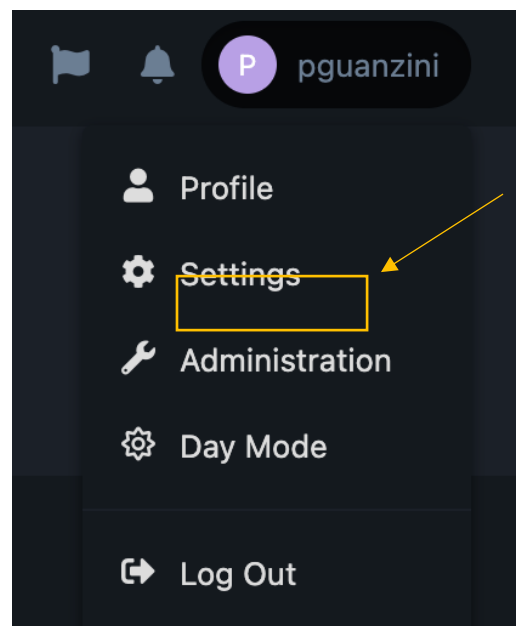 P pguanzini
Profile
Settings
Administration
Day Mode
Log Out